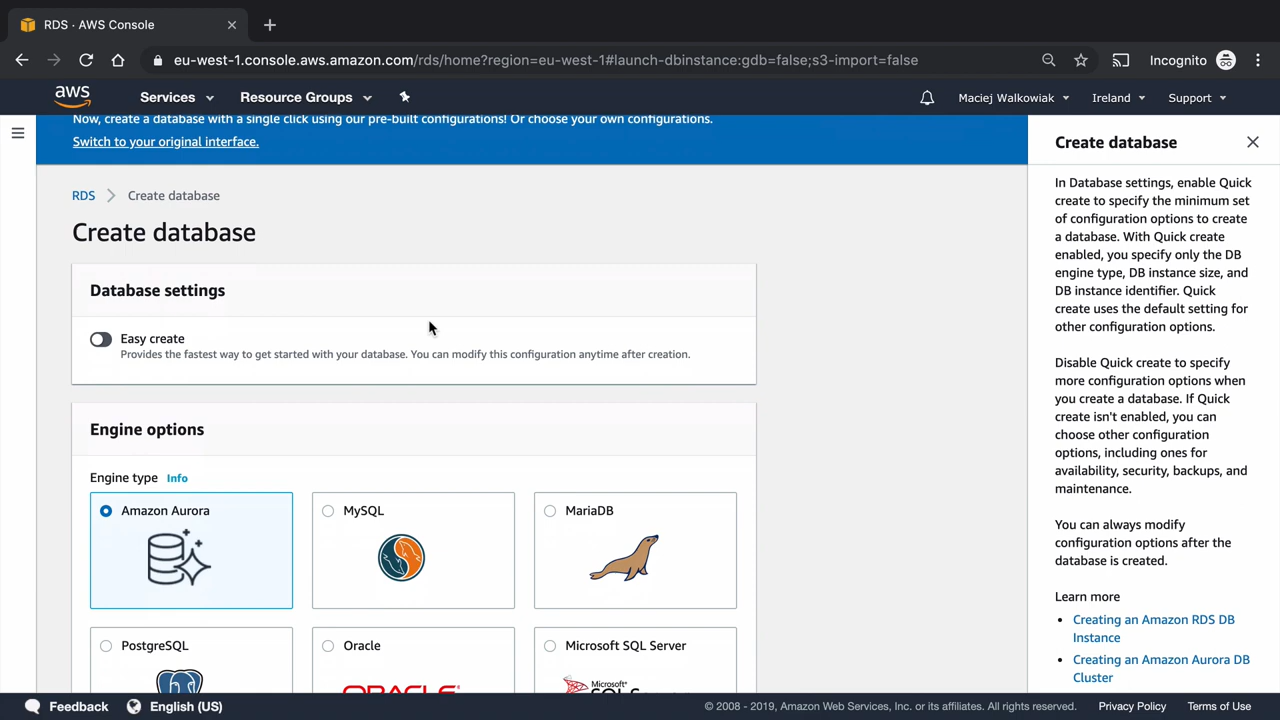 RDS · AWS Console
eu-west-1.console.aws.amazon.com/rds/home?region=eu-west-1#launch-dbinstance:gdb=false;s3-import=false
Incognito
aws
Services
Resource Groups
Maciej Walkowiak
Ireland
Support
Now, create a database with a single click using our pre-built configurations! Or choose your own configurations.
Switch to your original interface.
RDS
Create database
Create database
Database settings
Easy create
Provides the fastest way to get started with your database. You can modify this configuration anytime after creation.
Engine options
Engine type Info
Amazon Aurora
MySQL
MariaDB
PostgreSQL
Oracle
Microsoft SQL Server
ORACLE
Microsoft
SQL Server
Create database
In Database settings, enable Quick
create to specify the minimum set
of configuration options to create
a database. With Quick create
enabled, you specify only the DB
engine type, DB instance size, and
DB instance identifier. Quick
create uses the default setting for
other configuration options.
Disable Quick create to specify
more configuration options when
you create a database. If Quick
create isn't enabled, you can
choose other configuration
options, including ones for
availability, security, backups, and
maintenance.
You can always modify
configuration options after the
database is created.
Learn more
• Creating an Amazon RDS DB
Instance
• Creating an Amazon Aurora DB
Cluster
Feedback
English (US)
© 2008 - 2019, Amazon Web Services, Inc. or its affiliates. All rights reserved.
Privacy Policy
Terms of Use